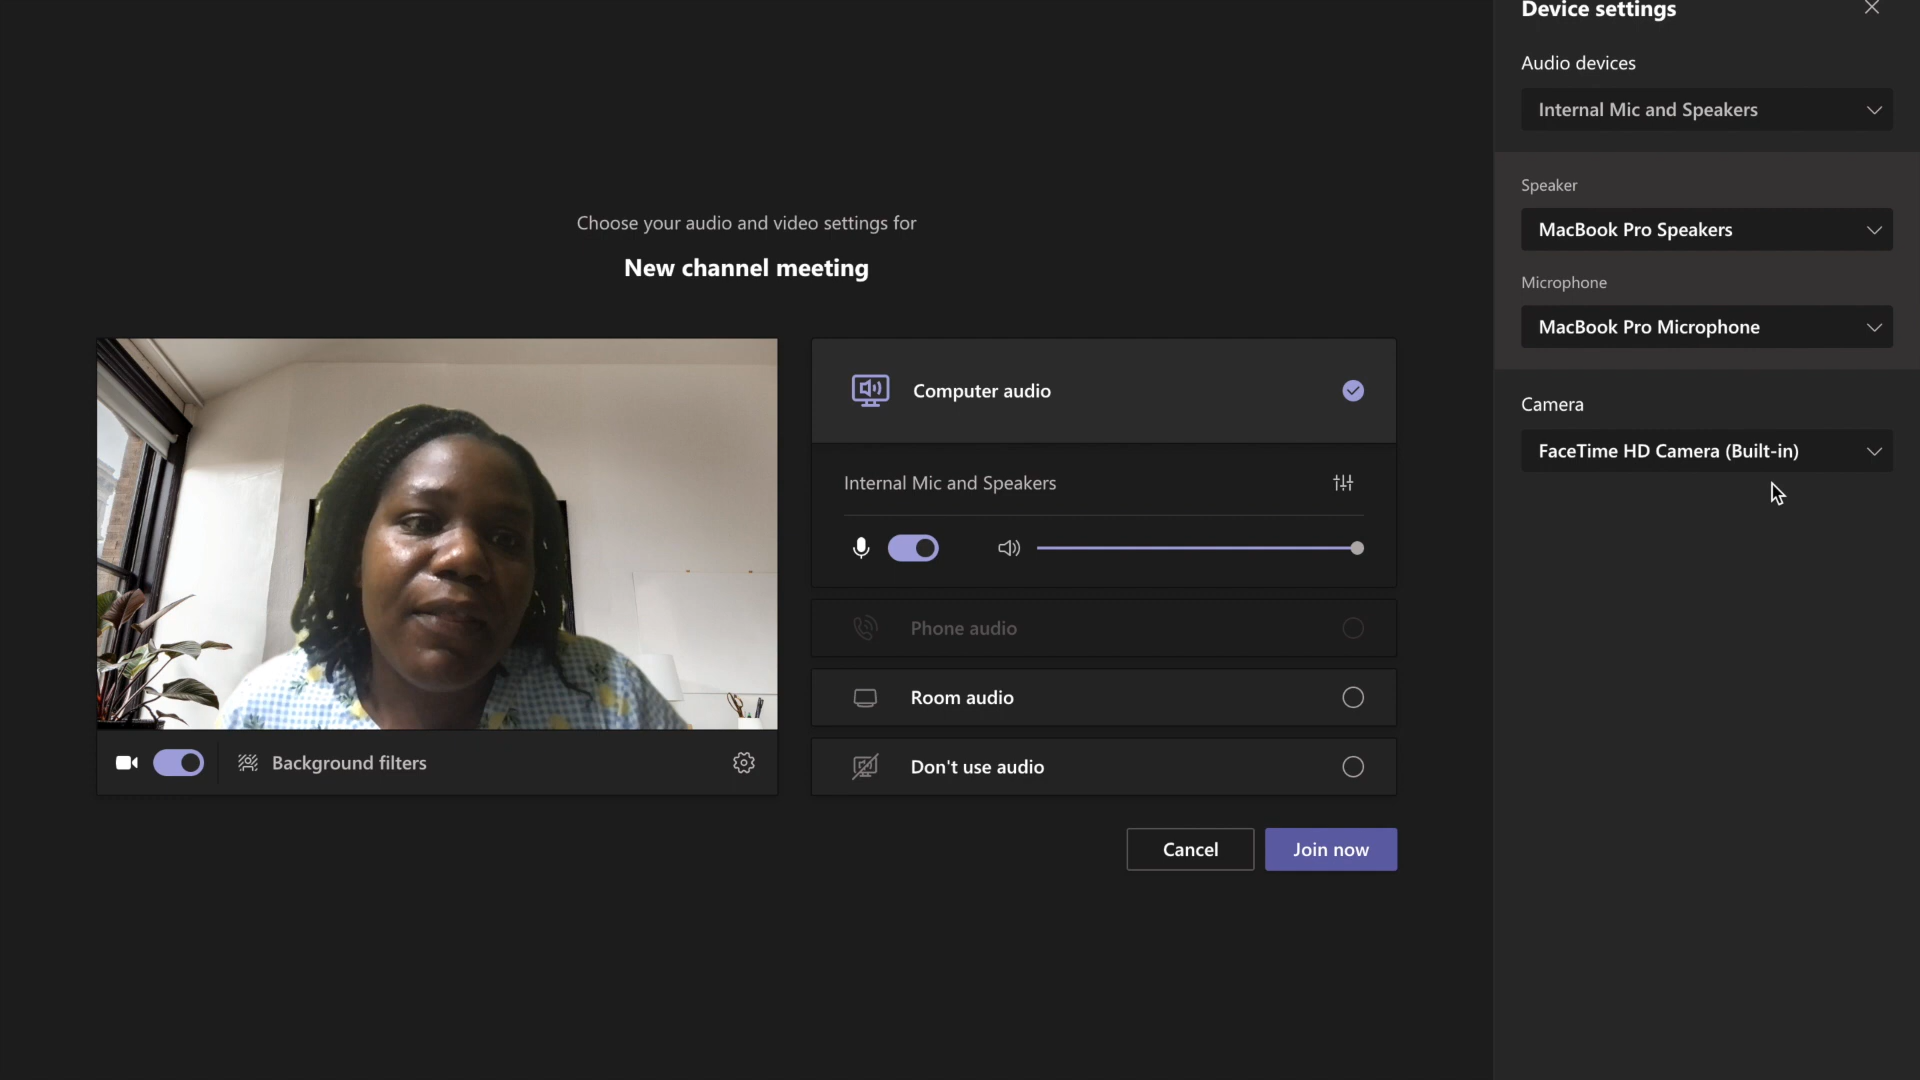 Device settings
Audio devices
Internal Mic and Speakers
Speaker
MacBook Pro Speakers
Microphone
MacBook Pro Microphone
Camera
FaceTime HD Camera (Built-in)
Choose your audio and video settings for
New channel meeting
Computer audio
Internal Mic and Speakers
Phone audio
Room audio
Don't use audio
Background filters
Cancel
Join now